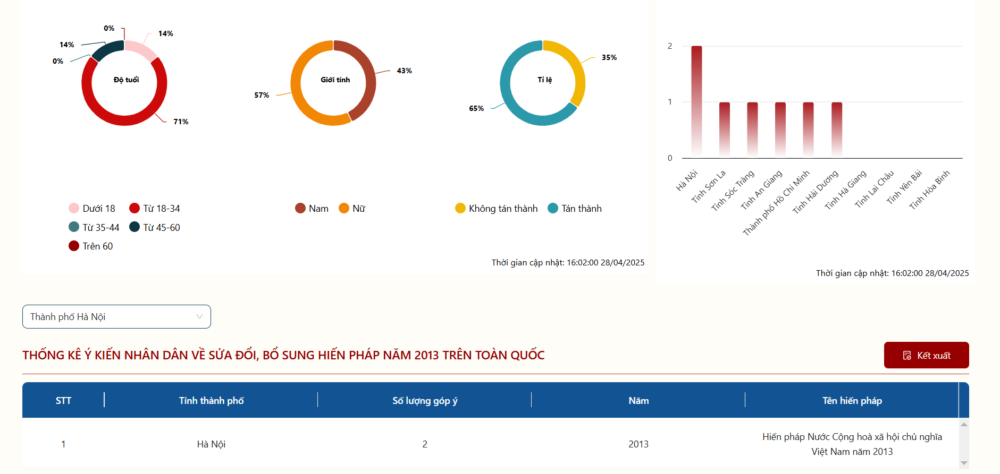 0%
14%
14%
0%
Độ tuổi
71%
Giới tính
43%
57%
Tỉ lệ
35%
65%
Dưới 18
Từ 18-34
Từ 35-44
Từ 45-60
Trên 60
Nam
Nữ
Không tán thành
Tán thành
Thời gian cập nhật: 16:02:00 28/04/2025
2
1
0
Hà Nội
Tỉnh Sơn La
Tỉnh Sóc Trăng
Tỉnh An Giang
Thành phố Hồ Chí Minh
Tỉnh Hải Dương
Tỉnh Hà Giang
Tỉnh Lai Châu
Tỉnh Yên Bái
Tỉnh Hòa Bình
Thời gian cập nhật: 16:02:00 28/04/2025
Thành phố Hà Nội
THỐNG KÊ Ý KIẾN NHÂN DÂN VỀ SỬA ĐỔI, BỔ SUNG HIẾN PHÁP NĂM 2013 TRÊN TOÀN QUỐC
Kết xuất
STT
Tỉnh thành phố
Số lượng góp ý
Năm
Tên hiến pháp
1
Hà Nội
2
2013
Hiến pháp Nước Cộng hoà xã hội chủ nghĩa
Việt Nam năm 2013